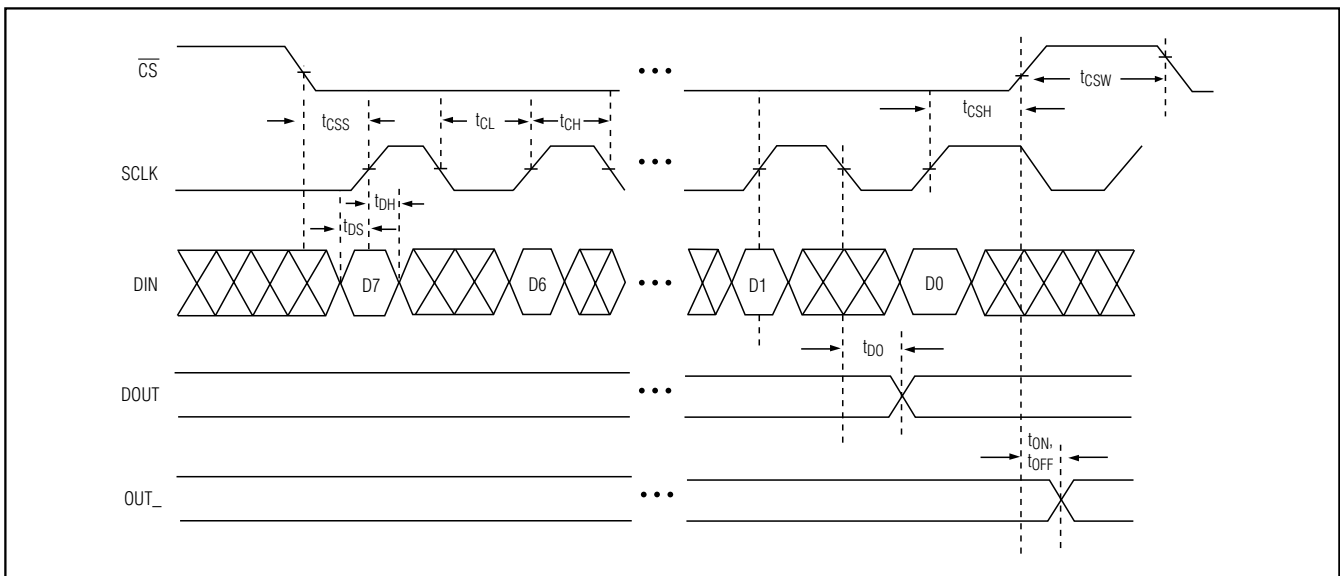 CS
tCSW
tCSS
tCL
tCH
tCSH
SCLK
tDH
tDS
DIN
D7
D6
D1
D0
tDO
DOUT
tON,
tOFF
OUT_